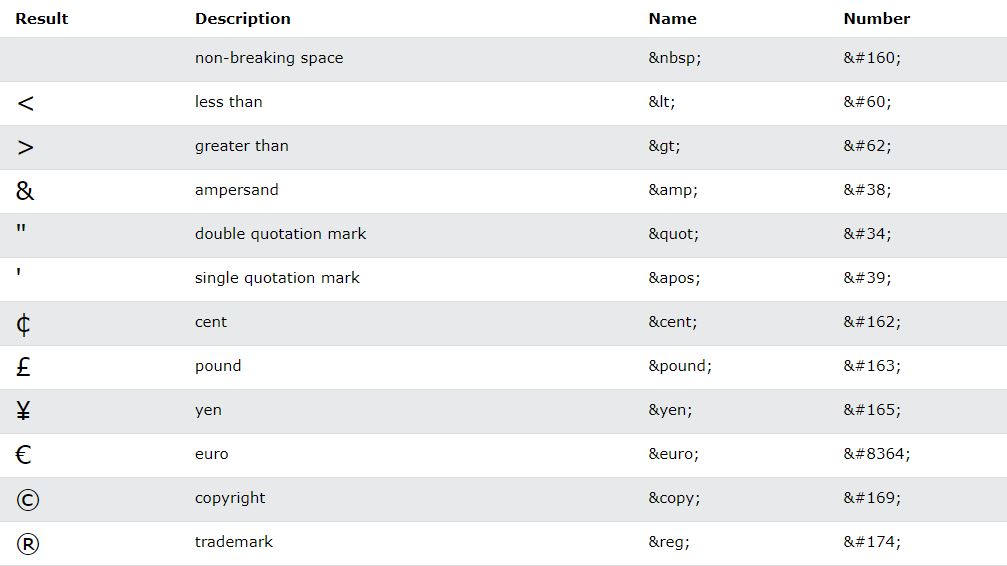 Result Description Name Number
non-breaking space &nbsp; &#160;
< less than &lt; &#60;
> greater than &gt; &#62;
& ampersand &amp; &#38;
" double quotation mark &quot; &#34;
' single quotation mark &apos; &#39;
¢ cent &cent; &#162;
£ pound &pound; &#163;
¥ yen &yen; &#165;
€ euro &euro; &#8364;
© copyright &copy; &#169;
® trademark &reg; &#174;